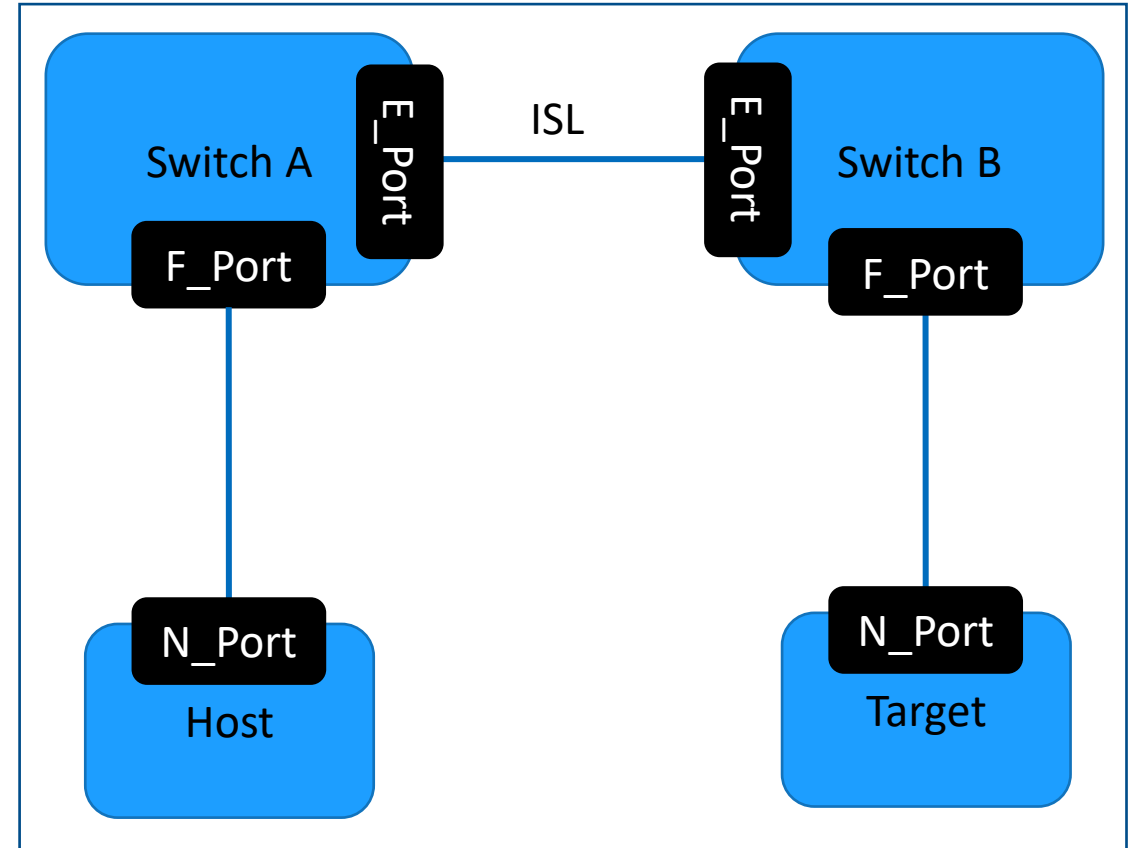 E_Port
ISL
E_Port
Switch A
Switch B
F_Port
F_Port
N_Port
N_Port
Host
Target